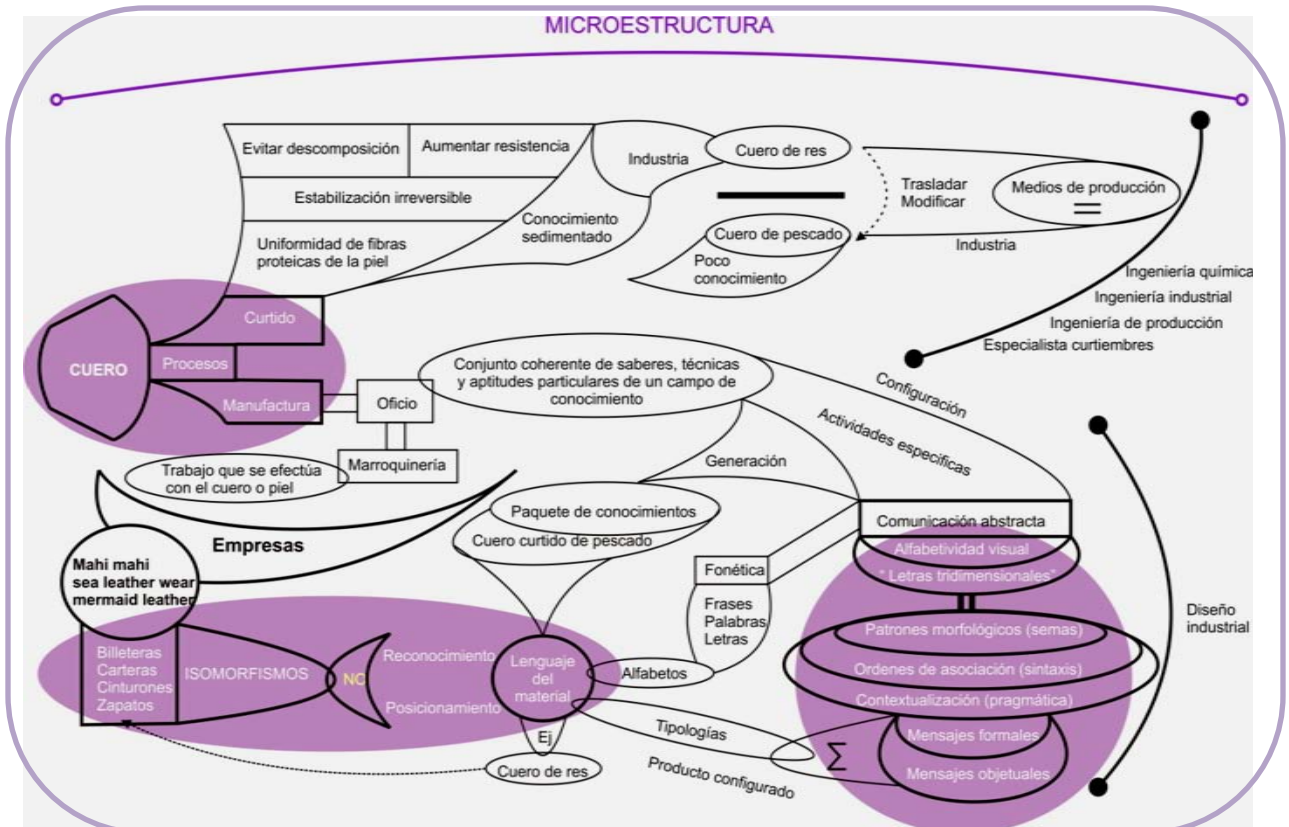 MICROESTRUCTURA
Evitar descomposición
Aumentar resistencia
Estabilización irreversible
Uniformidad de fibras
proteicas de la piel
Conocimiento
sedimentado
Industria
Cuero de res
Cuero de pescado
Poco
conocimiento
Trasladar
Modificar
Medios de producción
=
Industria
Ingeniería química
Ingeniería industrial
Ingeniería de producción
Especialista curtiembres
CUERO
Curtido
Procesos
Manufactura
Oficio
Marroquinería
Trabajo que se efectúa
con el cuero o piel
Empresas
Mahi mahi
sea leather wear
mermaid leather
Billeteras
Carteras
Cinturones
Zapatos
ISOMORFISMOS
NO
Reconocimiento
Posicionamiento
Lenguaje
del
material
Ej
Cuero de res
Conjunto coherente de saberes, técnicas
y aptitudes particulares de un campo de
conocimiento
Generación
Paquete de conocimientos
Cuero curtido de pescado
Configuración
Actividades especificas
Fonética
Frases
Palabras
Letras
Alfabetos
Tipologías
Producto configurado
Σ
Comunicación abstracta
Alfabetividad visual
" Letras tridimensionales"
Patrones morfológicos (semas)
Ordenes de asociación (sintaxis)
Contextualización (pragmática)
Mensajes formales
Mensajes objetuales
Diseño
industrial